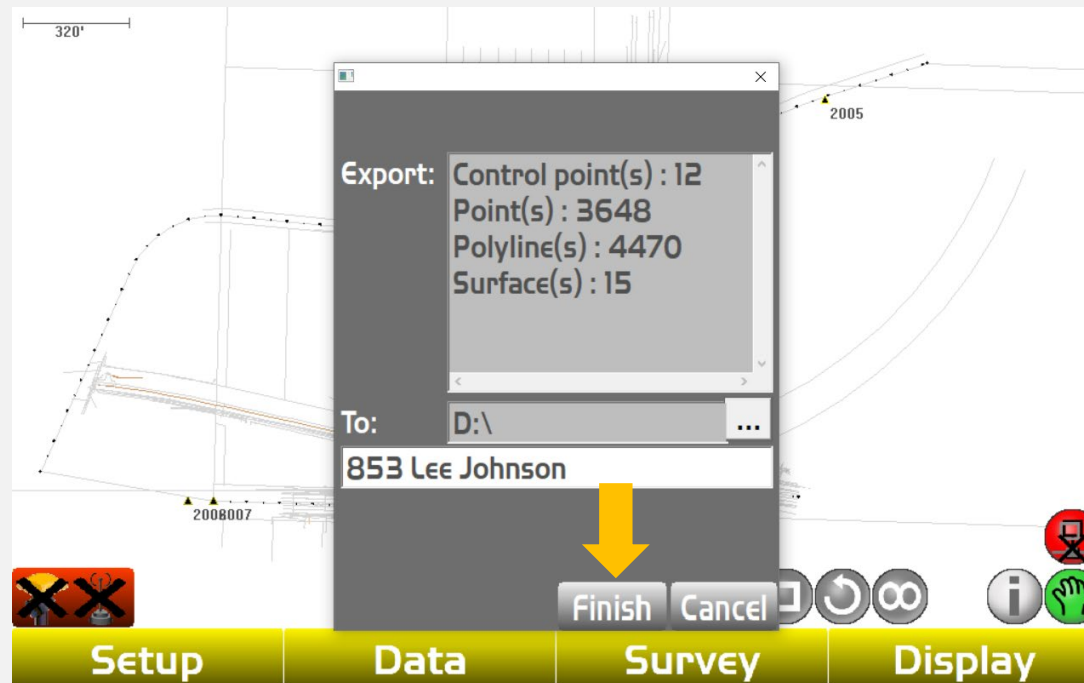 320'
2005
Export:
Control point(s) : 12
Point(s) : 3648
Polyline(s) : 4470
Surface(s) : 15
To:
D:\
...
853 Lee Johnson
Finish
Cancel
Setup
Data
Survey
Display